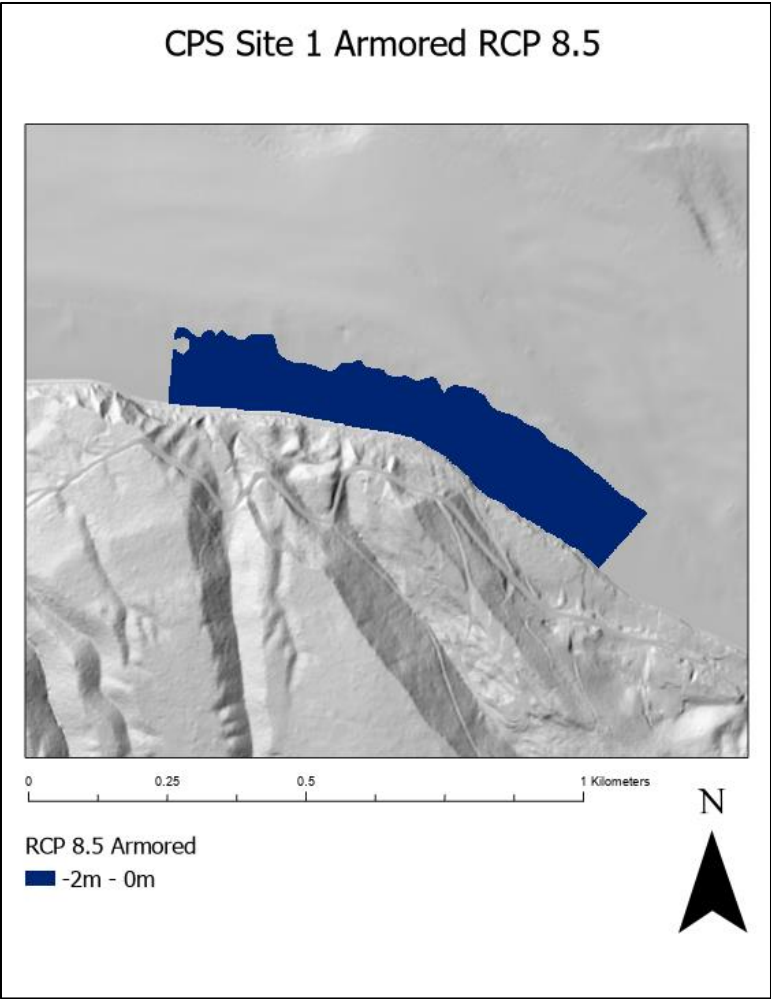 CPS Site 1 Armored RCP 8.5
0 0.25 0.5 1 Kilometers
N
RCP 8.5 Armored
-2m - 0m